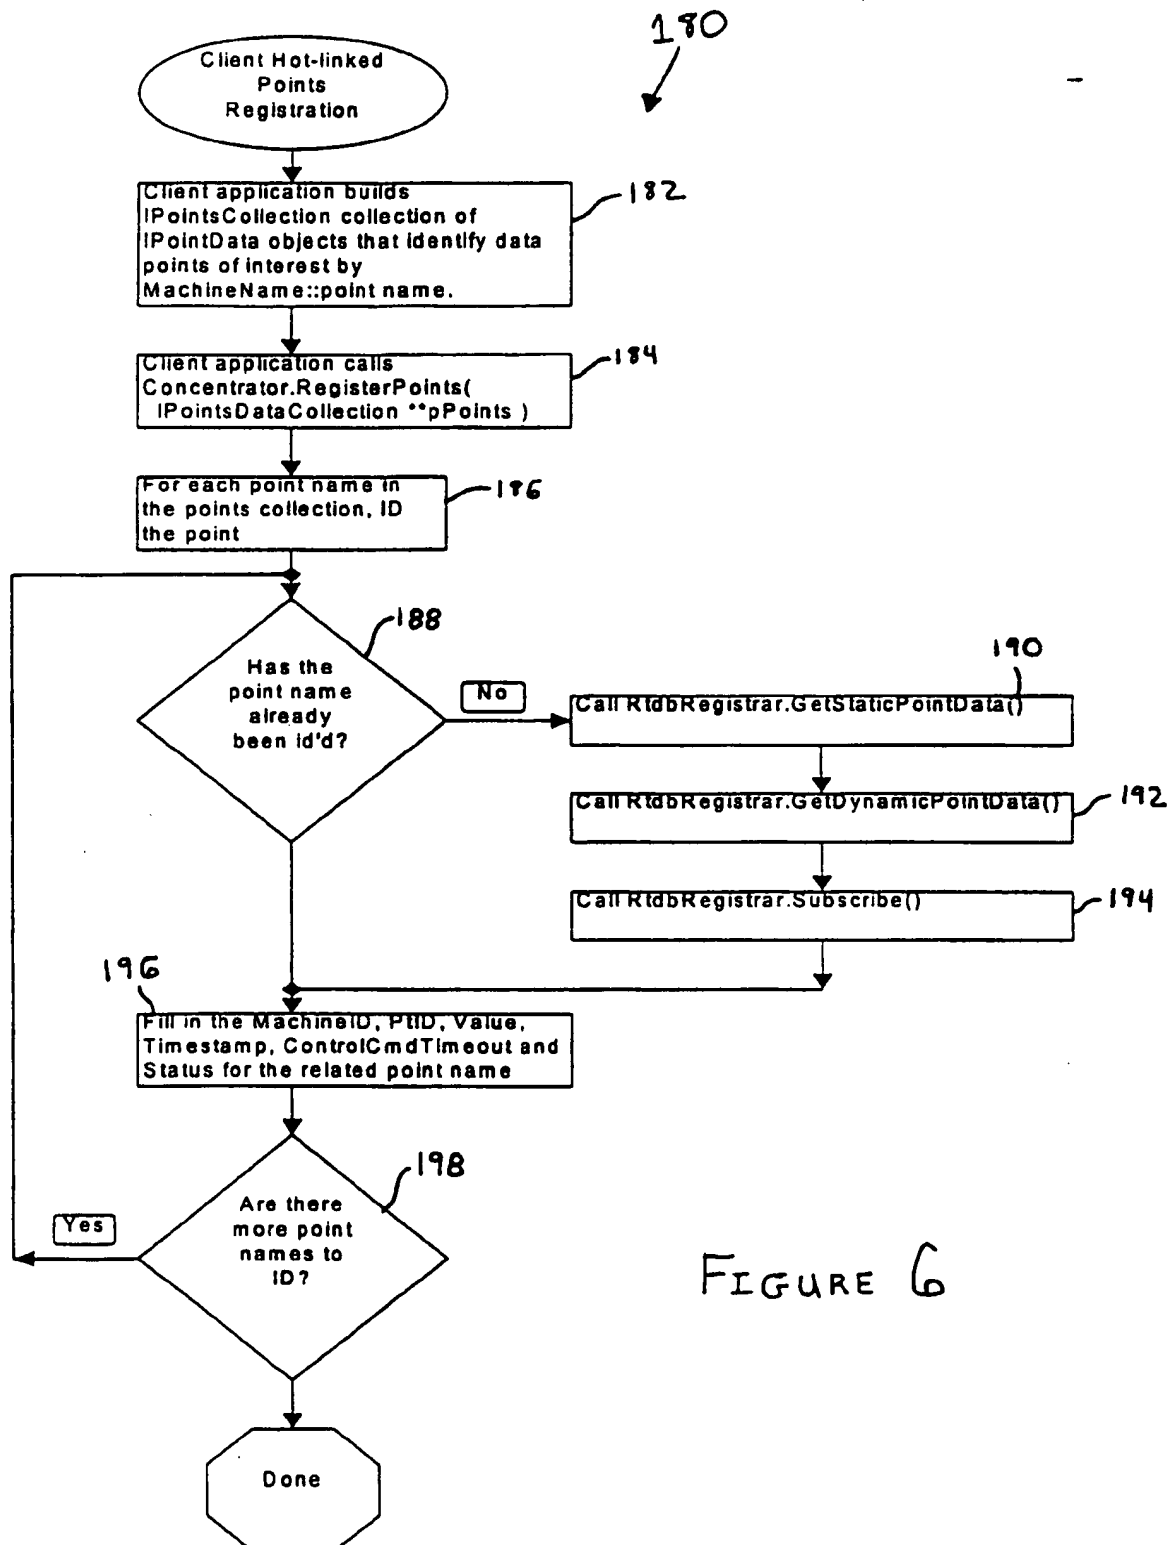 180
Client Hot-linked
Points
Registration
182
Client application builds
IPointsCollection collection of
IPointData objects that identify data
points of interest by
MachineName::point name.
184
Client application calls
Concentrator.RegisterPoints(
IPointsDataCollection **pPoints )
186
For each point name in
the points collection, ID
the point
188
Has the
point name
already
been id'd?
No
190
Call RtdbRegistrar.GetStaticPointData()
192
Call RtdbRegistrar.GetDynamicPointData()
194
Call RtdbRegistrar.Subscribe()
196
Fill in the MachineID, PtID, Value,
Timestamp, ControlCmdTimeout and
Status for the related point name
198
Are there
more point
names to
ID?
Yes
FIGURE 6
Done